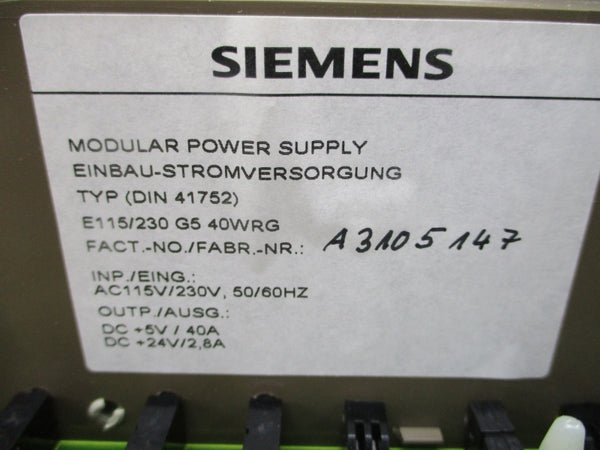 SIEMENS
MODULAR POWER SUPPLY
EINBAU-STROMVERSORGUNG
TYP (DIN 41752)
E115/230 G5 40WRG
FACT.-NO./FABR.-NR.: A3105147
INP./EING.:
AC115V/230V, 50/60HZ
OUTP./AUSG.:
DC +5V / 40A
DC +24V/2,8A